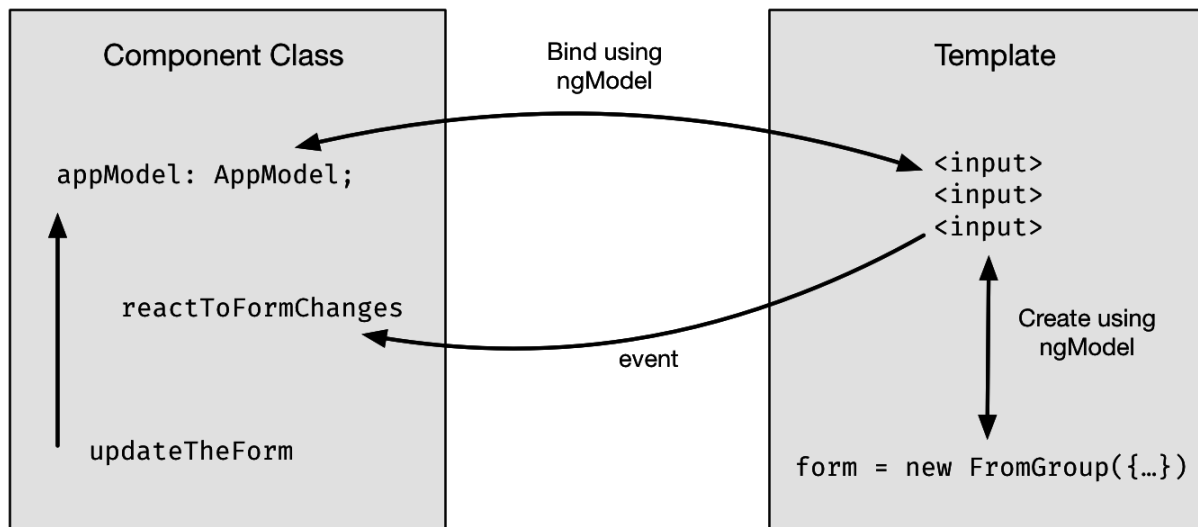 Component Class
appModel: AppModel;
reactToFormChanges
updateTheForm
Bind using
ngModel
event
Template
<input>
<input>
<input>
Create using
ngModel
form = new FromGroup({…})